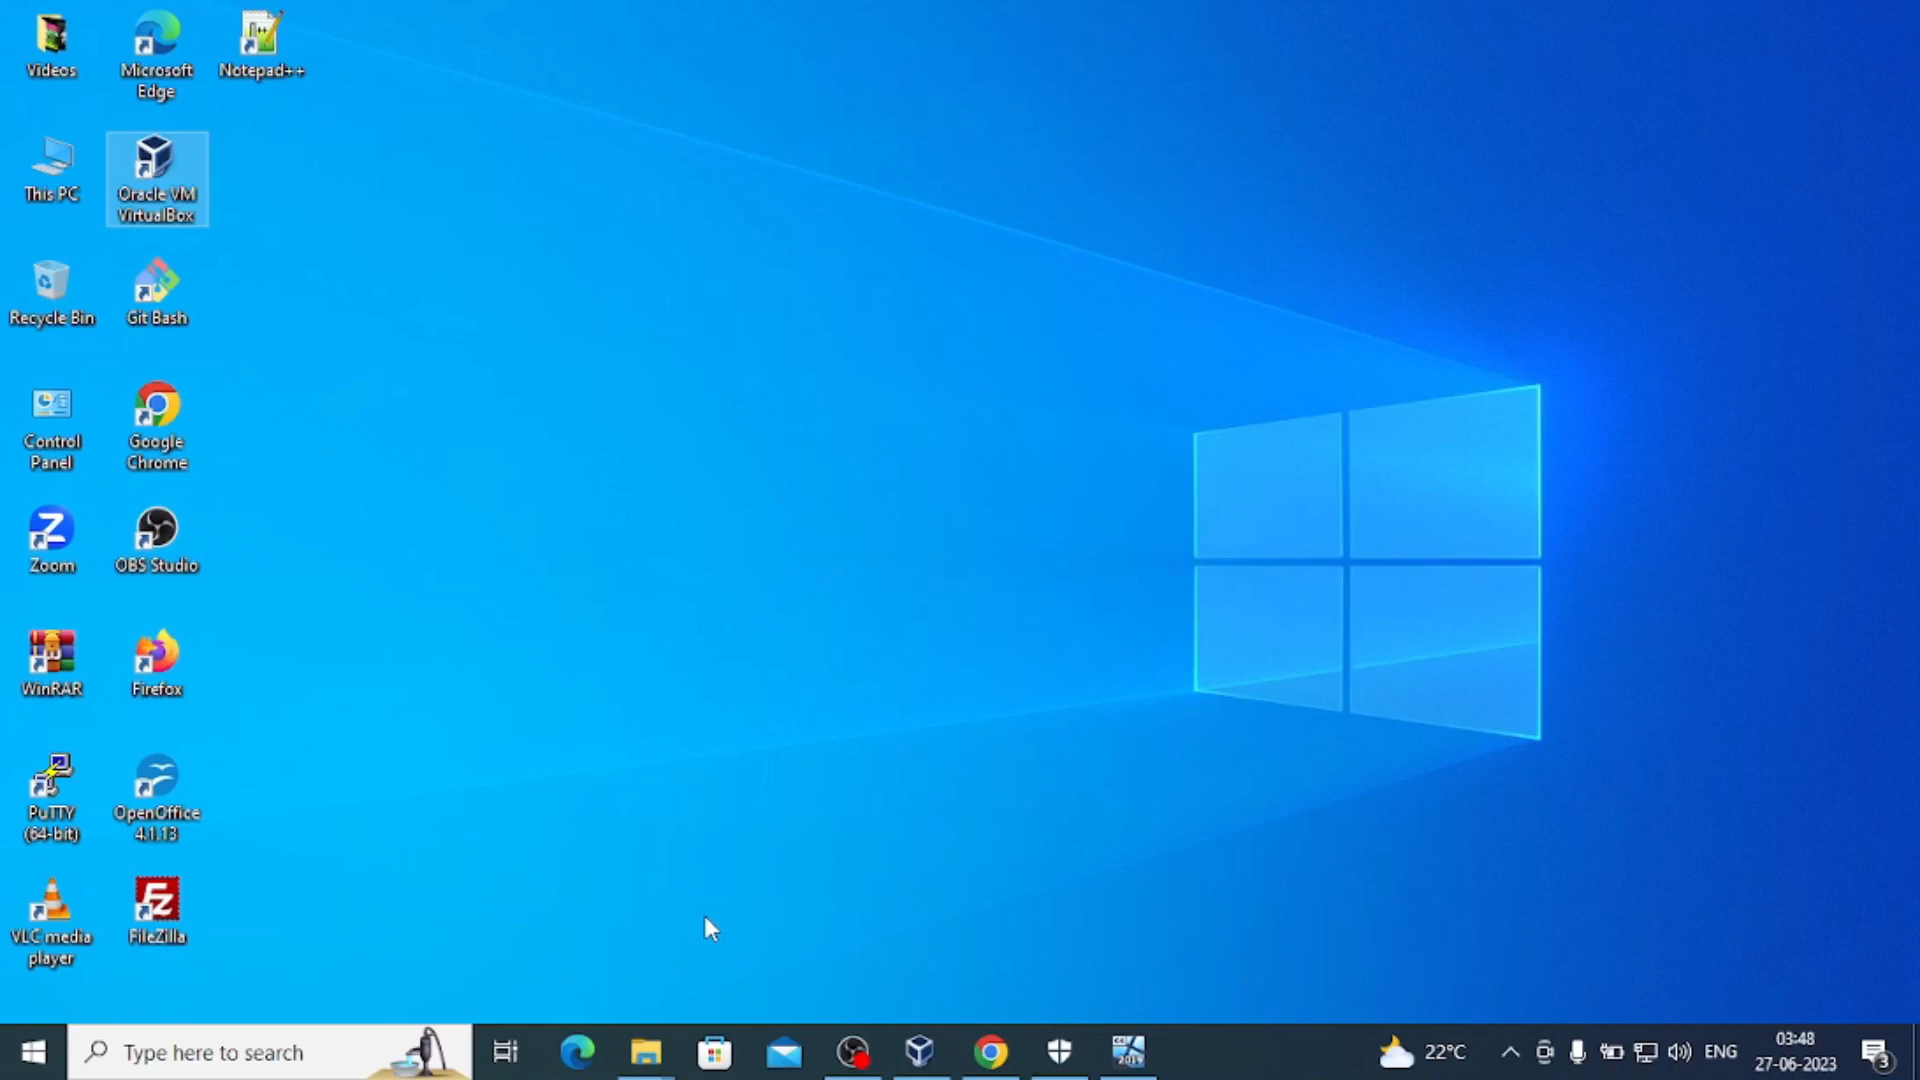 Videos
Microsoft
Edge
Notepad++
This PC
Oracle VM
VirtualBox
Recycle Bin
Git Bash
Control
Panel
Google
Chrome
Zoom
OBS Studio
WinRAR
Firefox
PuTTY
(64-bit)
OpenOffice
4.1.13
VLC media
player
FileZilla
Type here to search
2019
22°C
ENG
03:48
27-06-2023
3